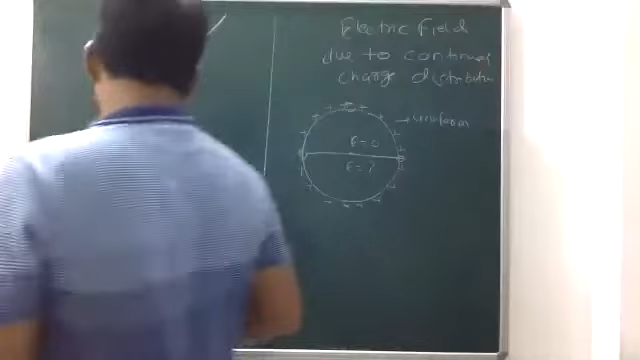 Electric Field
due to continuous
charge distribution
→ uniform
E = 0
E = ?